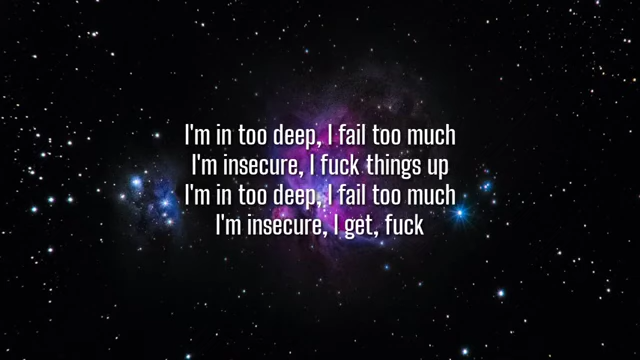 I'm in too deep, I fail too much
I'm insecure, I fuck things up
I'm in too deep, I fail too much
I'm insecure, I get, fuck